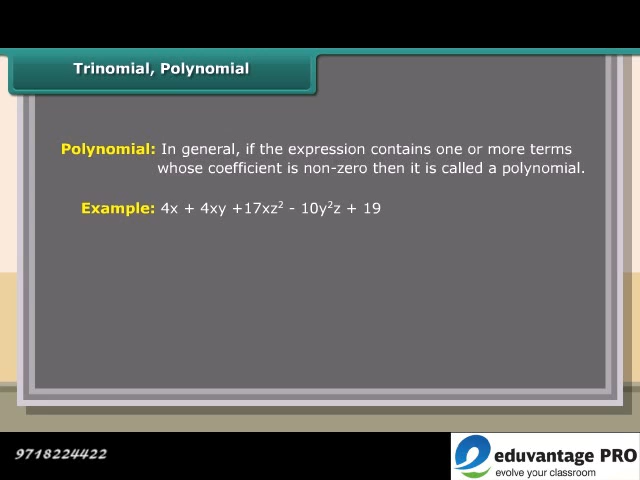 Trinomial, Polynomial
Polynomial: In general, if the expression contains one or more terms
whose coefficient is non-zero then it is called a polynomial.
Example: 4x + 4xy +17xz² - 10y²z + 19
9718224422
eduvantage PRO
evolve your classroom